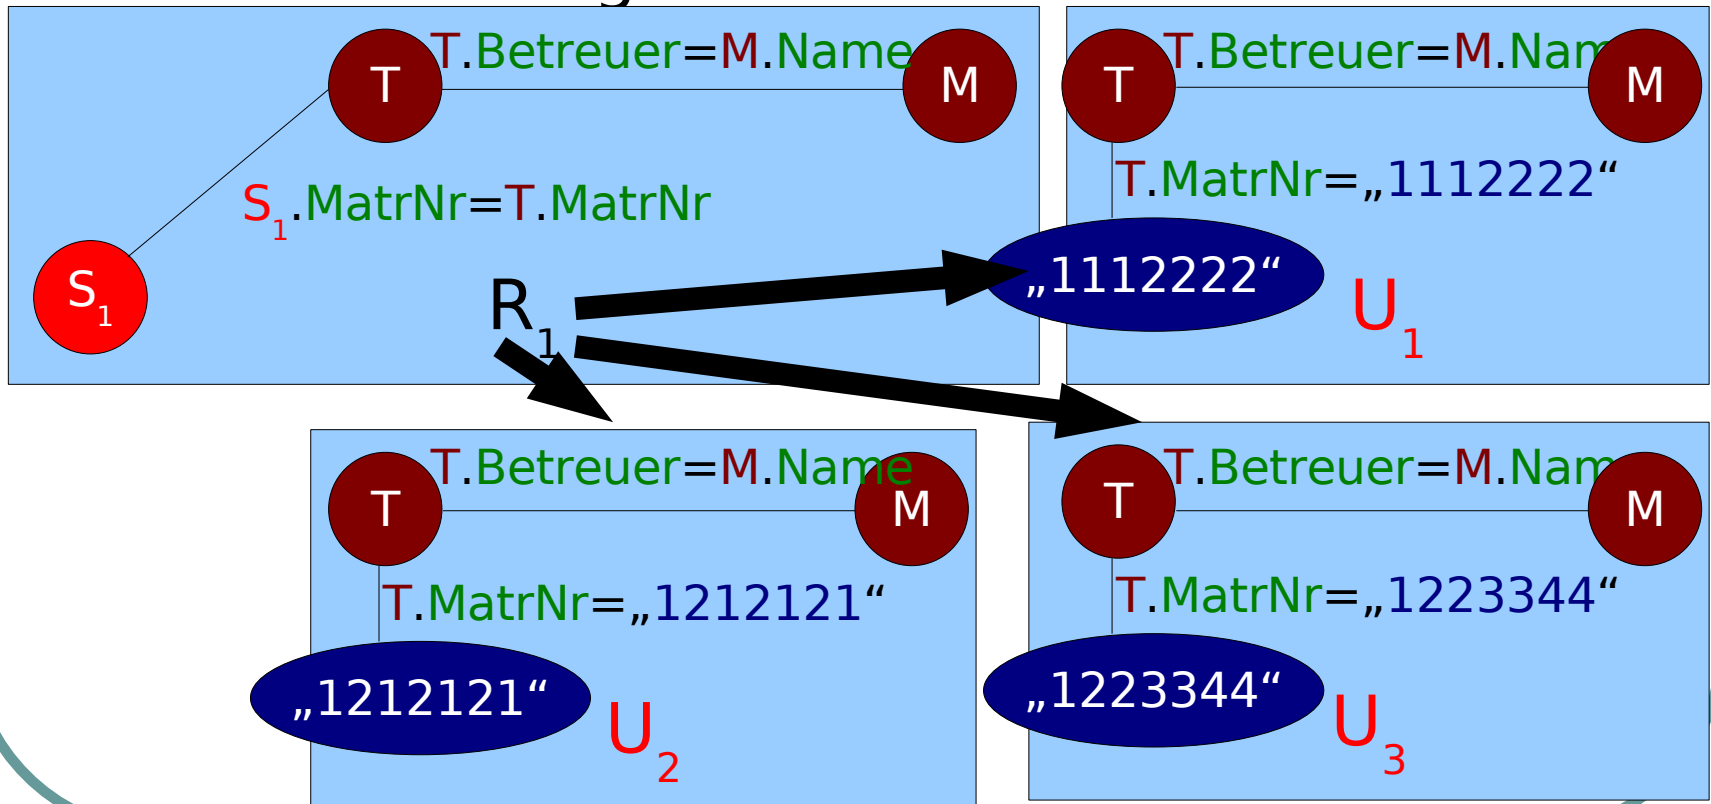 T.Betreuer=M.Name
T
M
S1.MatrNr=T.MatrNr
S1
R1
T.Betreuer=M.Nam
T
M
T.MatrNr=„1112222“
„1112222“
U1
T.Betreuer=M.Name
T
M
T.MatrNr=„1212121“
„1212121“
U2
T.Betreuer=M.Nam
T
M
T.MatrNr=„1223344“
„1223344“
U3